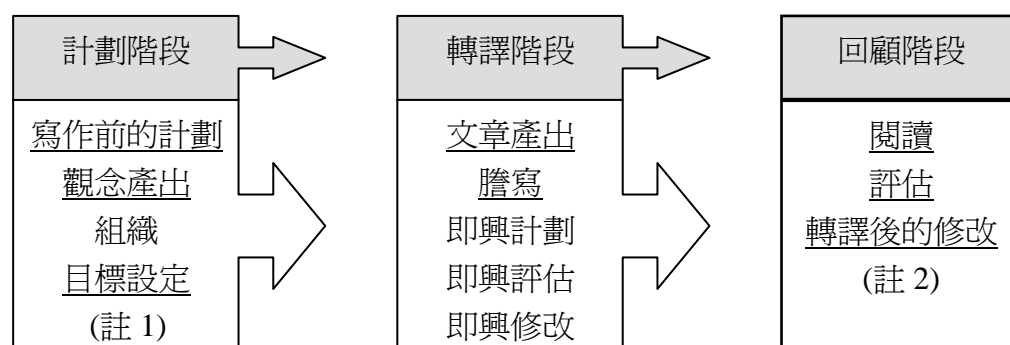 計劃階段
寫作前的計劃
觀念產出
組織
目標設定
(註 1)
轉譯階段
文章產出
謄寫
即興計劃
即興評估
即興修改
回顧階段
閱讀
評估
轉譯後的修改
(註 2)